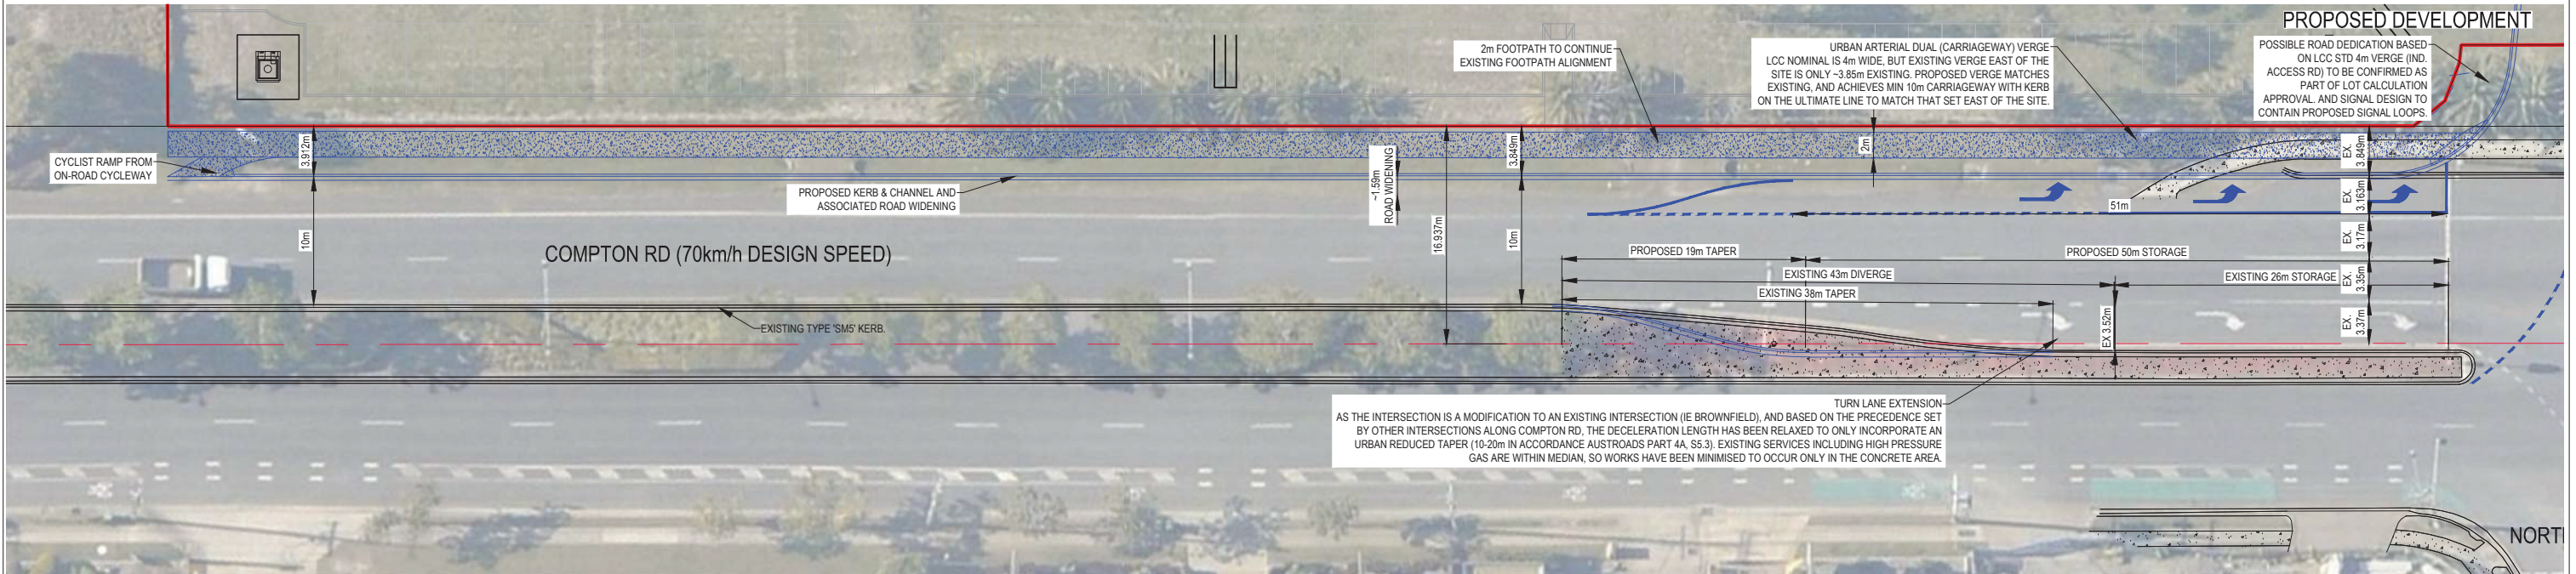 PROPOSED DEVELOPMENT
2m FOOTPATH TO CONTINUE
EXISTING FOOTPATH ALIGNMENT
URBAN ARTERIAL DUAL (CARRIAGEWAY) VERGE
LCC NOMINAL IS 4m WIDE, BUT EXISTING VERGE EAST OF THE
SITE IS ONLY ~3.85m EXISTING. PROPOSED VERGE MATCHES
EXISTING, AND ACHIEVES MIN 10m CARRIAGEWAY WITH KERB
ON THE ULTIMATE LINE TO MATCH THAT SET EAST OF THE SITE.
POSSIBLE ROAD DEDICATION BASED
ON LCC STD 4m VERGE (IND.
ACCESS RD) TO BE CONFIRMED AS
PART OF LOT CALCULATION
APPROVAL. AND SIGNAL DESIGN TO
CONTAIN PROPOSED SIGNAL LOOPS.
CYCLIST RAMP FROM
ON-ROAD CYCLEWAY
3.912m
PROPOSED KERB & CHANNEL AND
ASSOCIATED ROAD WIDENING
~1.59m
ROAD WIDENING
3.849m
2m
EX.
3.849m
51m
EX.
3.163m
10m
COMPTON RD (70km/h DESIGN SPEED)
16.937m
10m
PROPOSED 19m TAPER
PROPOSED 50m STORAGE
EX.
3.17m
EXISTING 43m DIVERGE
EXISTING 26m STORAGE
EX.
3.35m
EXISTING 38m TAPER
EX 3.52m
EX.
3.37m
EXISTING TYPE 'SM5' KERB.
TURN LANE EXTENSION
AS THE INTERSECTION IS A MODIFICATION TO AN EXISTING INTERSECTION (IE BROWNFIELD), AND BASED ON THE PRECEDENCE SET
BY OTHER INTERSECTIONS ALONG COMPTON RD, THE DECELERATION LENGTH HAS BEEN RELAXED TO ONLY INCORPORATE AN
URBAN REDUCED TAPER (10-20m IN ACCORDANCE AUSTROADS PART 4A, S5.3). EXISTING SERVICES INCLUDING HIGH PRESSURE
GAS ARE WITHIN MEDIAN, SO WORKS HAVE BEEN MINIMISED TO OCCUR ONLY IN THE CONCRETE AREA.
NORT